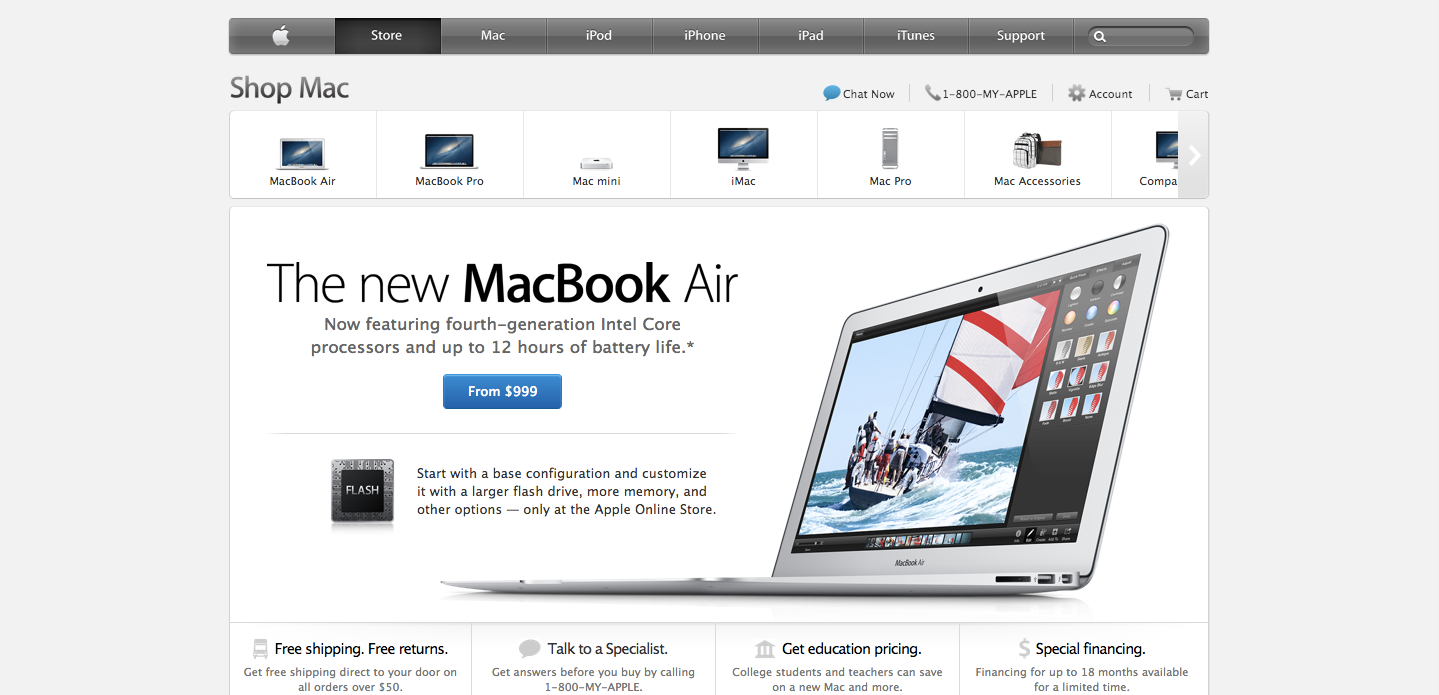 Store
Mac
iPod
iPhone
iPad
iTunes
Support
Shop Mac
Chat Now
1-800-MY-APPLE
Account
Cart
MacBook Air
MacBook Pro
Mac mini
iMac
Mac Pro
Mac Accessories
Compa
The new MacBook Air
Now featuring fourth-generation Intel Core
processors and up to 12 hours of battery life.*
From $999
FLASH
Start with a base configuration and customize
it with a larger flash drive, more memory, and
other options — only at the Apple Online Store.
MacBook Air
Free shipping. Free returns.
Get free shipping direct to your door on
all orders over $50.
Talk to a Specialist.
Get answers before you buy by calling
1-800-MY-APPLE.
Get education pricing.
College students and teachers can save
on a new Mac and more.
Special financing.
Financing for up to 18 months available
for a limited time.